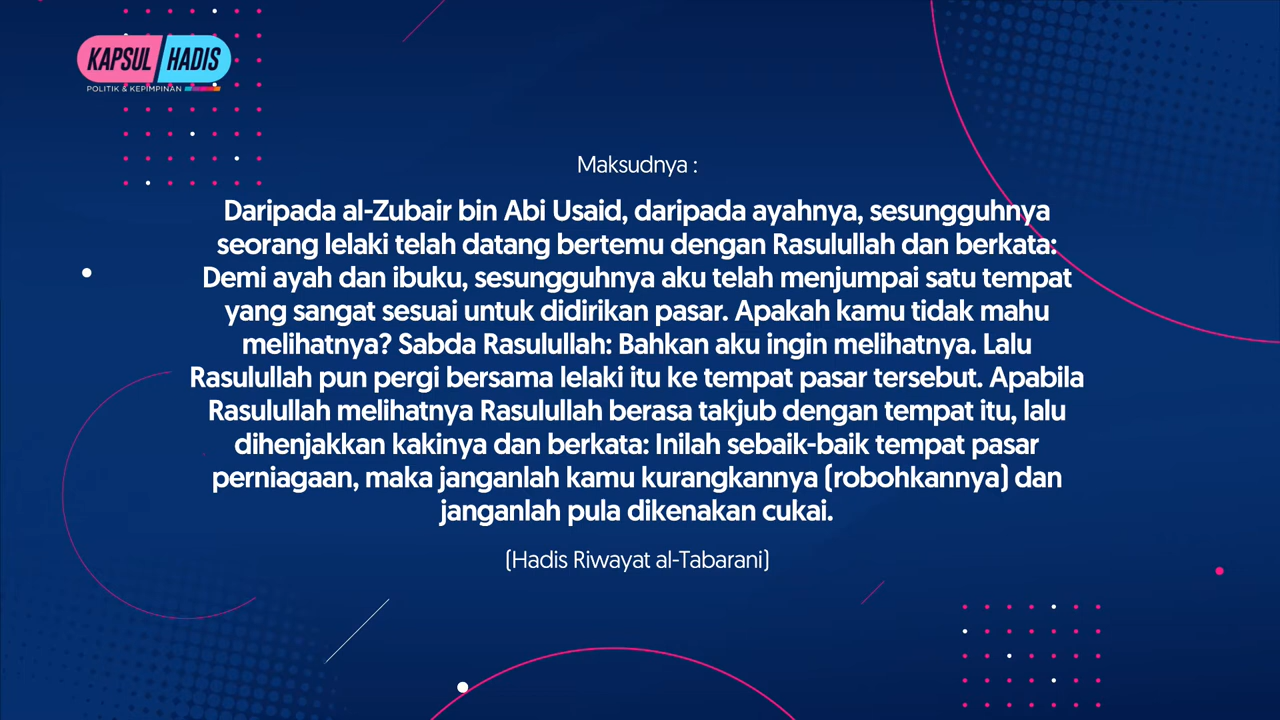 KAPSUL HADIS
POLITIK & KEPIMPINAN
Maksudnya :
Daripada al-Zubair bin Abi Usaid, daripada ayahnya, sesungguhnya
seorang lelaki telah datang bertemu dengan Rasulullah dan berkata:
Demi ayah dan ibuku, sesungguhnya aku telah menjumpai satu tempat
yang sangat sesuai untuk didirikan pasar. Apakah kamu tidak mahu
melihatnya? Sabda Rasulullah: Bahkan aku ingin melihatnya. Lalu
Rasulullah pun pergi bersama lelaki itu ke tempat pasar tersebut. Apabila
Rasulullah melihatnya Rasulullah berasa takjub dengan tempat itu, lalu
dihenjakkan kakinya dan berkata: Inilah sebaik-baik tempat pasar
perniagaan, maka janganlah kamu kurangkannya (robohkannya) dan
janganlah pula dikenakan cukai.
(Hadis Riwayat al-Tabarani)